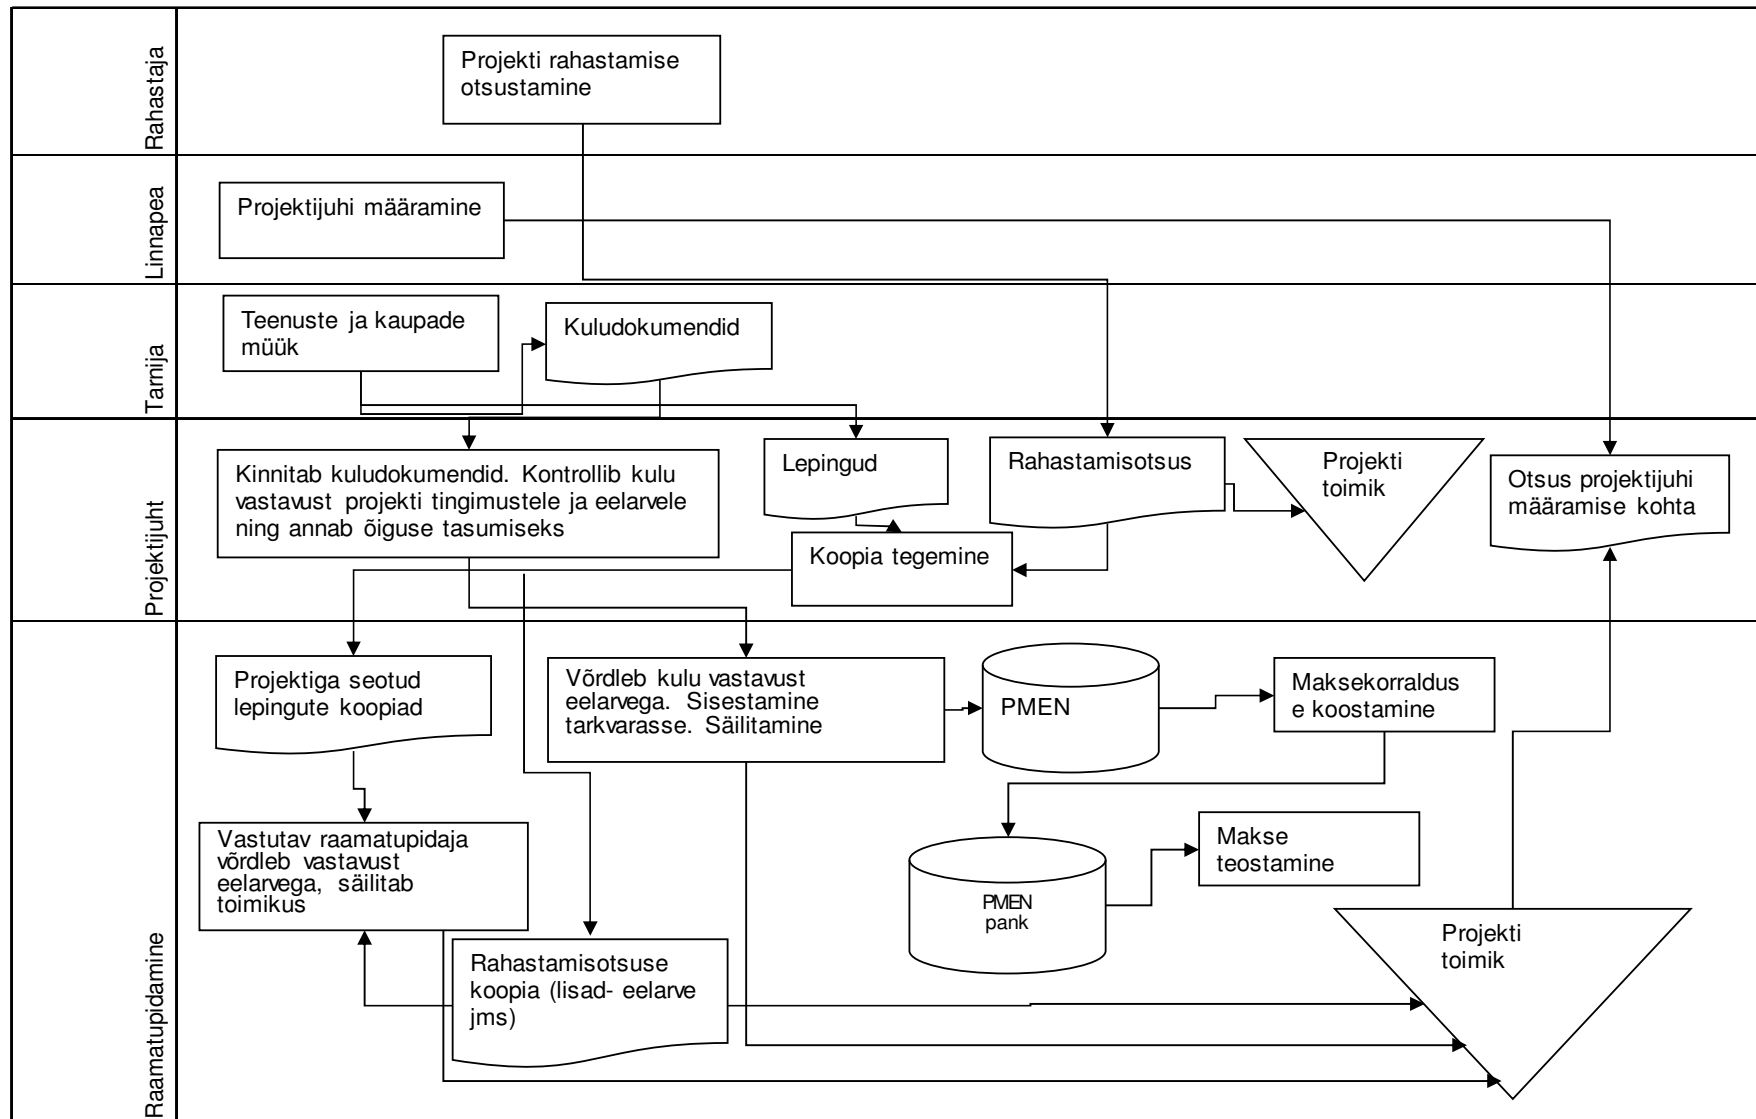 Rahastaja
Projekti rahastamise
otsustamine
Linnapea
Projektijuhi määramine
Tarnija
Teenuste ja kaupade
müük
Kuludokumendid
Projektijuht
Kinnitab kuludokumendid. Kontrollib kulu
vastavust projekti tingimustele ja eelarvele
ning annab õiguse tasumiseks
Lepingud
Rahastamisotsus
Projekti
toimik
Otsus projektijuhi
määramise kohta
Koopia tegemine
Raamatupidamine
Projektiga seotud
lepingute koopiad
Võrdleb kulu vastavust
eelarvega. Sisestamine
tarkvarasse. Säilitamine
PMEN
Maksekorraldus
e koostamine
Vastutav raamatupidaja
võrdleb vastavust
eelarvega, säilitab
toimikus
PMEN
pank
Makse
teostamine
Rahastamisotsuse
koopia (lisad- eelarve
jms)
Projekti
toimik